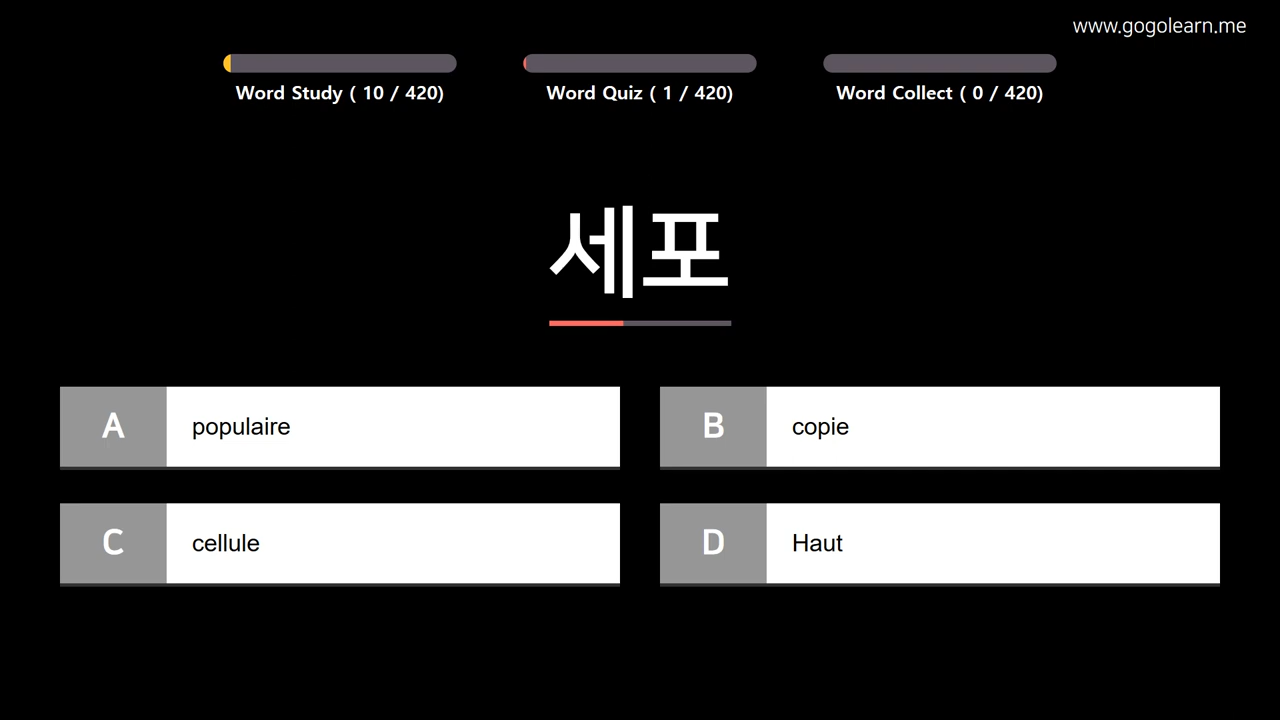 www.gogolearn.me
Word Study ( 10 / 420)
Word Quiz ( 1 / 420)
Word Collect ( 0 / 420)
세포
A populaire
B copie
C cellule
D Haut